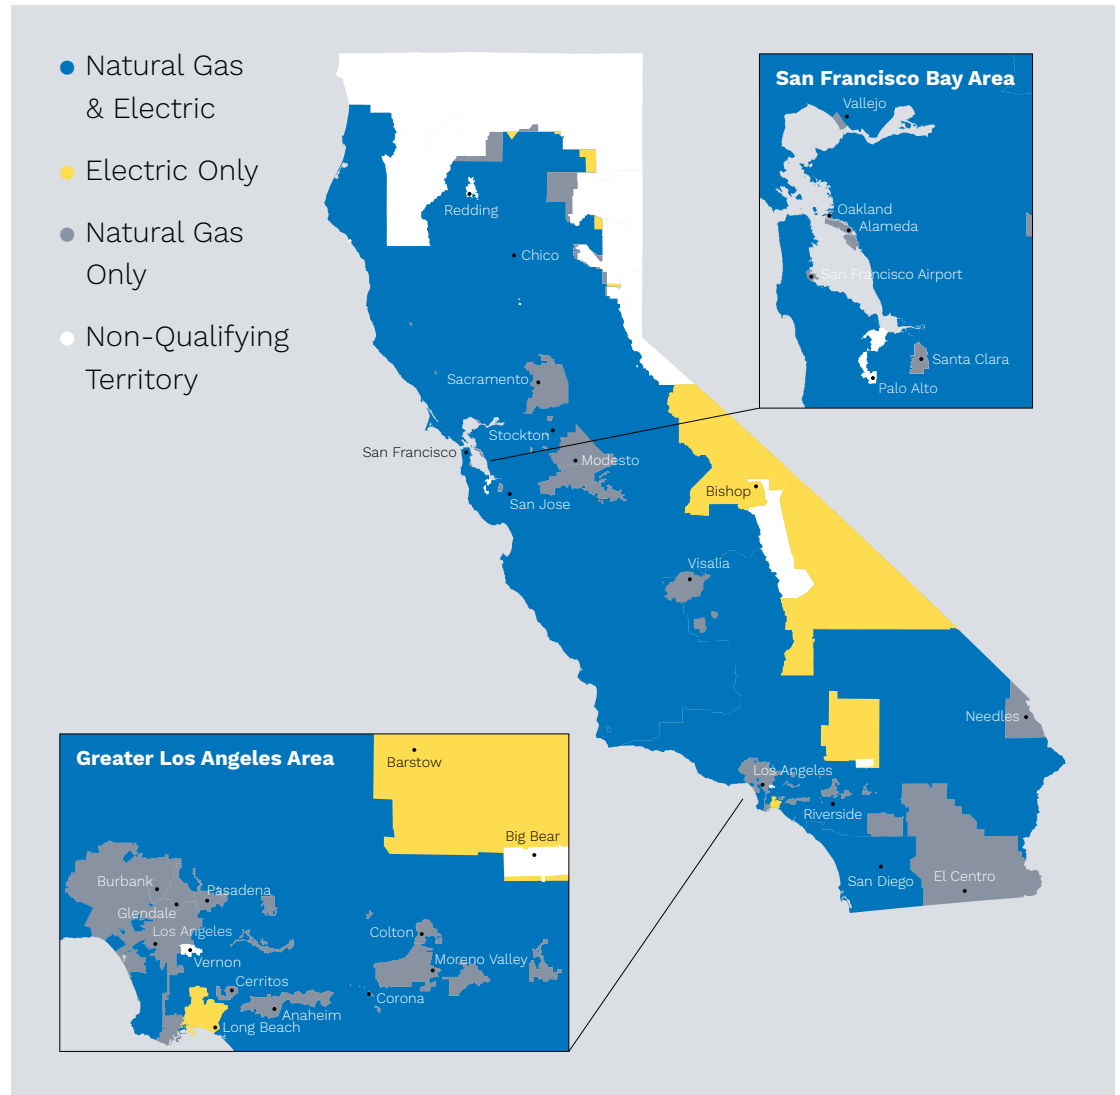 Natural Gas
& Electric
Electric Only
Natural Gas
Only
Non-Qualifying
Territory
San Francisco Bay Area
Vallejo
Oakland
Alameda
San Francisco Airport
Santa Clara
Palo Alto
Redding
Chico
Sacramento
Stockton
San Francisco
Modesto
San Jose
Bishop
Visalia
Needles
Los Angeles
Riverside
San Diego
El Centro
Greater Los Angeles Area
Barstow
Big Bear
Burbank
Pasadena
Glendale
Los Angeles
Vernon
Colton
Moreno Valley
Cerritos
Corona
Anaheim
Long Beach